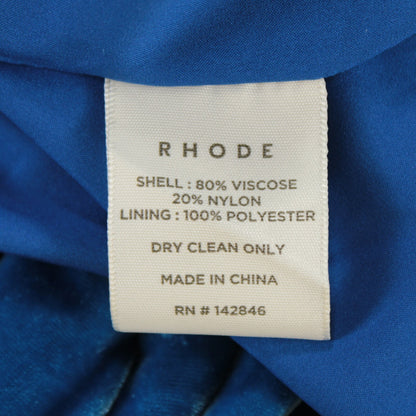 RHODE
SHELL : 80% VISCOSE
20% NYLON
LINING : 100% POLYESTER
DRY CLEAN ONLY
MADE IN CHINA
RN # 142846